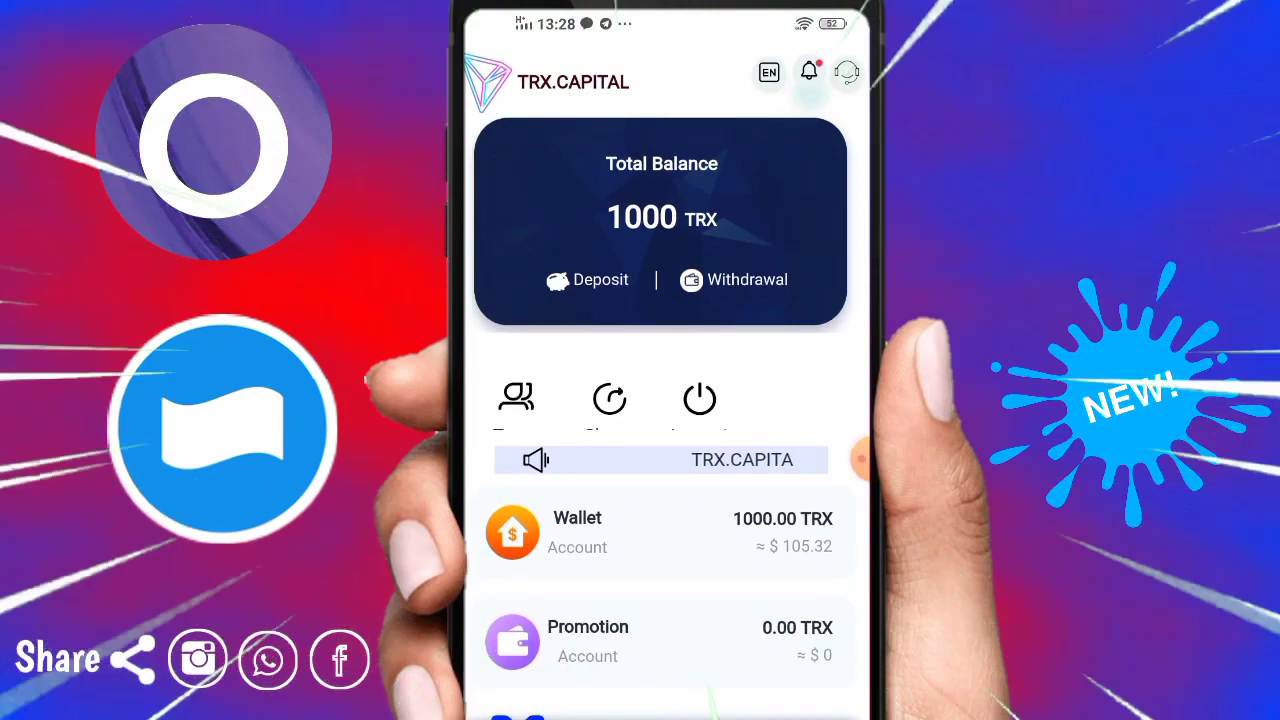 13:28
52
TRX.CAPITAL
EN
Total Balance
1000 TRX
Deposit | Withdrawal
TRX.CAPITA
Wallet
1000.00 TRX
Account
≈ $ 105.32
Promotion
0.00 TRX
Account
≈ $ 0
NEW!
Share